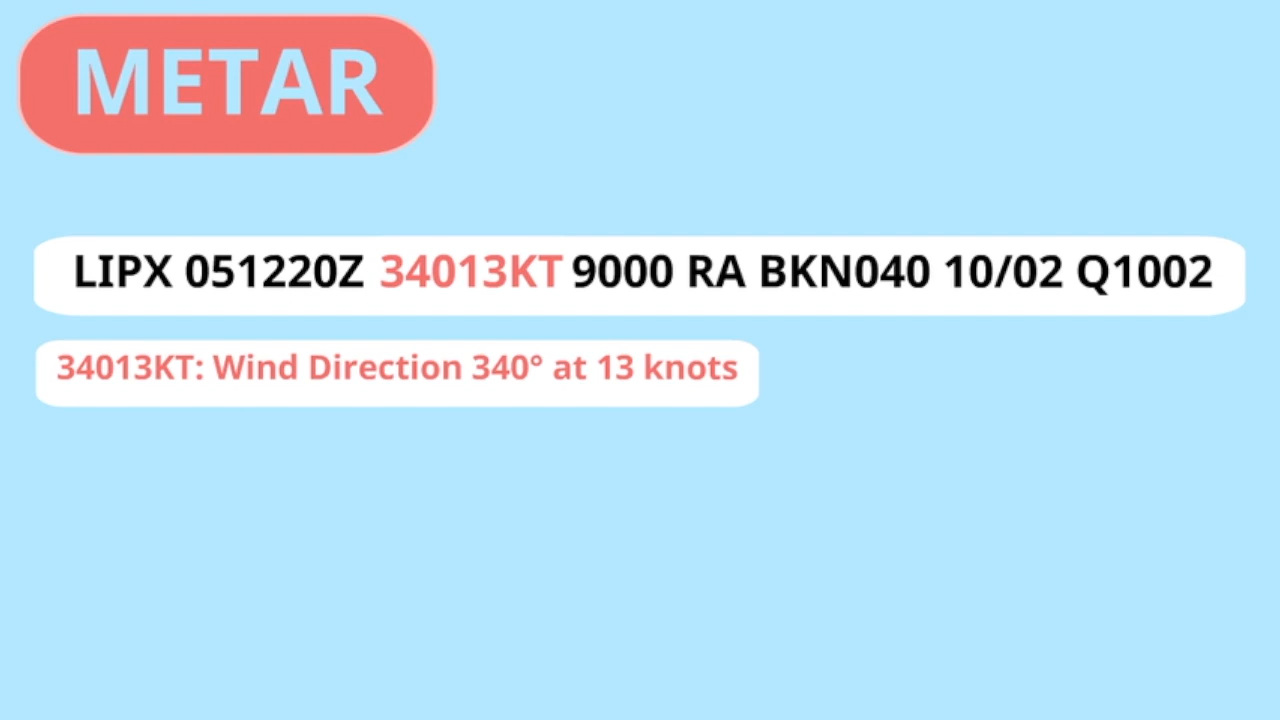 METAR
LIPX 051220Z 34013KT 9000 RA BKN040 10/02 Q1002
34013KT: Wind Direction 340° at 13 knots